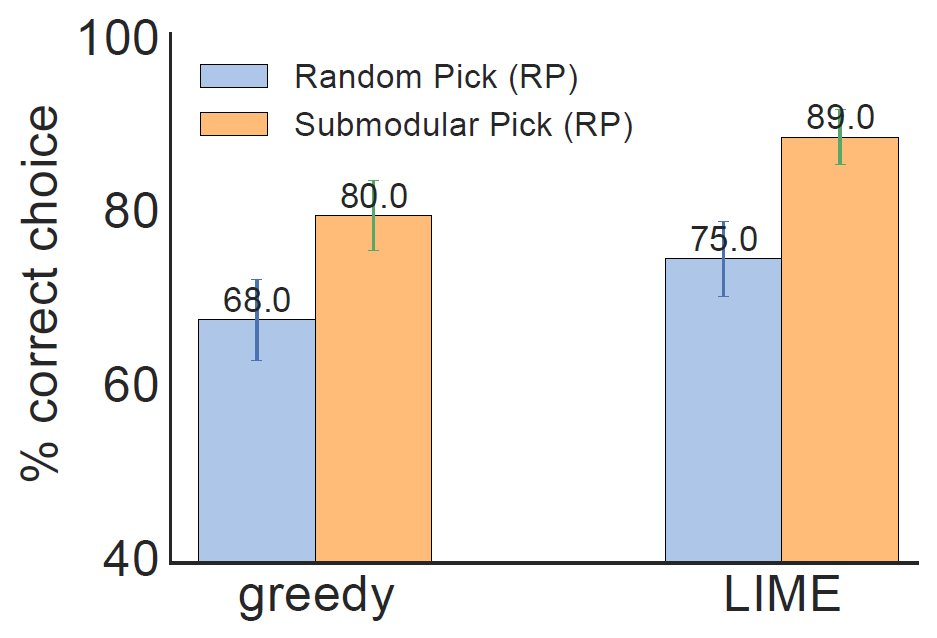 % correct choice
100
80
60
40
Random Pick (RP)
Submodular Pick (RP)
68.0
80.0
75.0
89.0
greedy
LIME